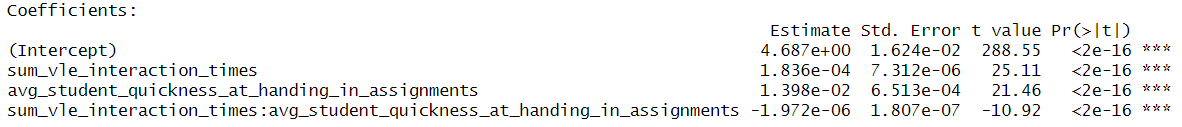 Coefficients:
Estimate Std. Error t value Pr(>|t|)
(Intercept) 4.687e+00 1.624e-02 288.55 <2e-16 ***
sum_vle_interaction_times 1.836e-04 7.312e-06 25.11 <2e-16 ***
avg_student_quickness_at_handing_in_assignments 1.398e-02 6.513e-04 21.46 <2e-16 ***
sum_vle_interaction_times:avg_student_quickness_at_handing_in_assignments -1.972e-06 1.807e-07 -10.92 <2e-16 ***